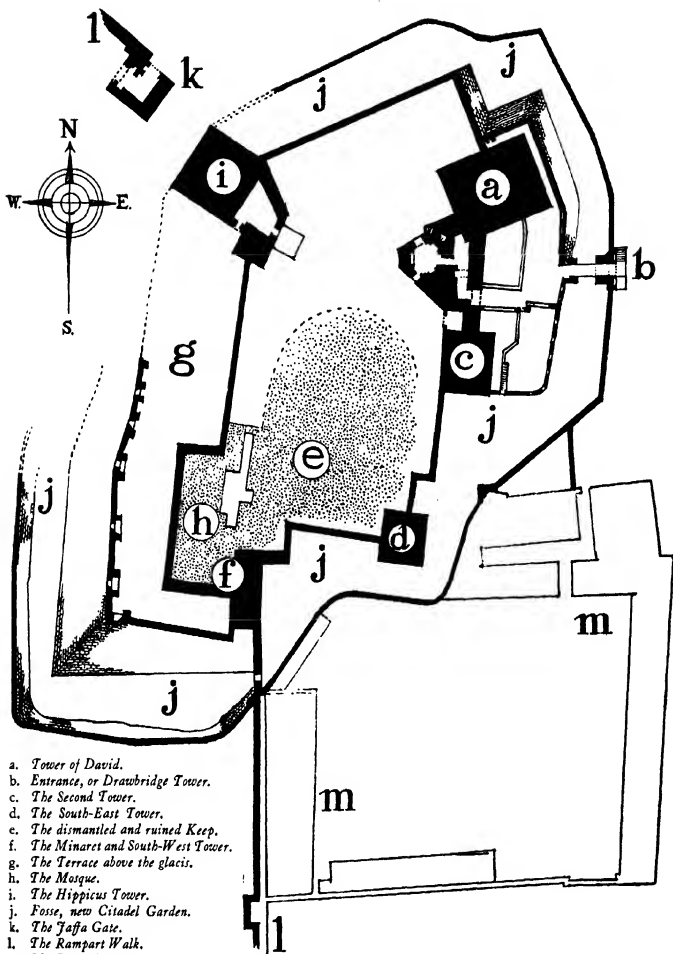 l
k
j
j
N
W. E.
S.
i
a
b
g
c
j
e
j
h
d
f
j
m
j
m
l
a. Tower of David.
b. Entrance, or Drawbridge Tower.
c. The Second Tower.
d. The South-East Tower.
e. The dismantled and ruined Keep.
f. The Minaret and South-West Tower.
g. The Terrace above the glacis.
h. The Mosque.
i. The Hippicus Tower.
j. Fosse, new Citadel Garden.
k. The Jaffa Gate.
l. The Rampart Walk.